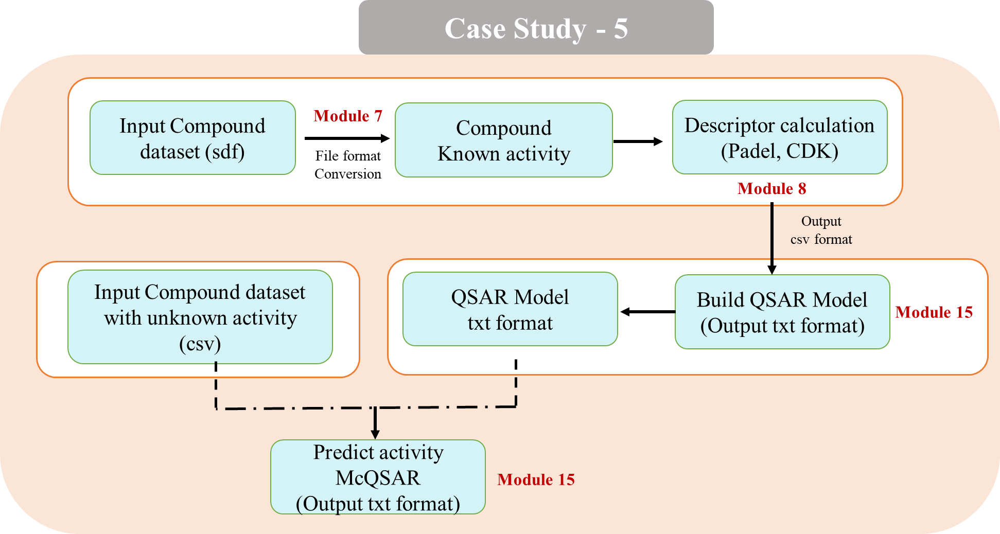 Case Study - 5
Input Compound
dataset (sdf)
Module 7
File format
Conversion
Compound
Known activity
Descriptor calculation
(Padel, CDK)
Module 8
Output
csv format
Input Compound dataset
with unknown activity
(csv)
QSAR Model
txt format
Build QSAR Model
(Output txt format)
Module 15
Predict activity
McQSAR
(Output txt format)
Module 15